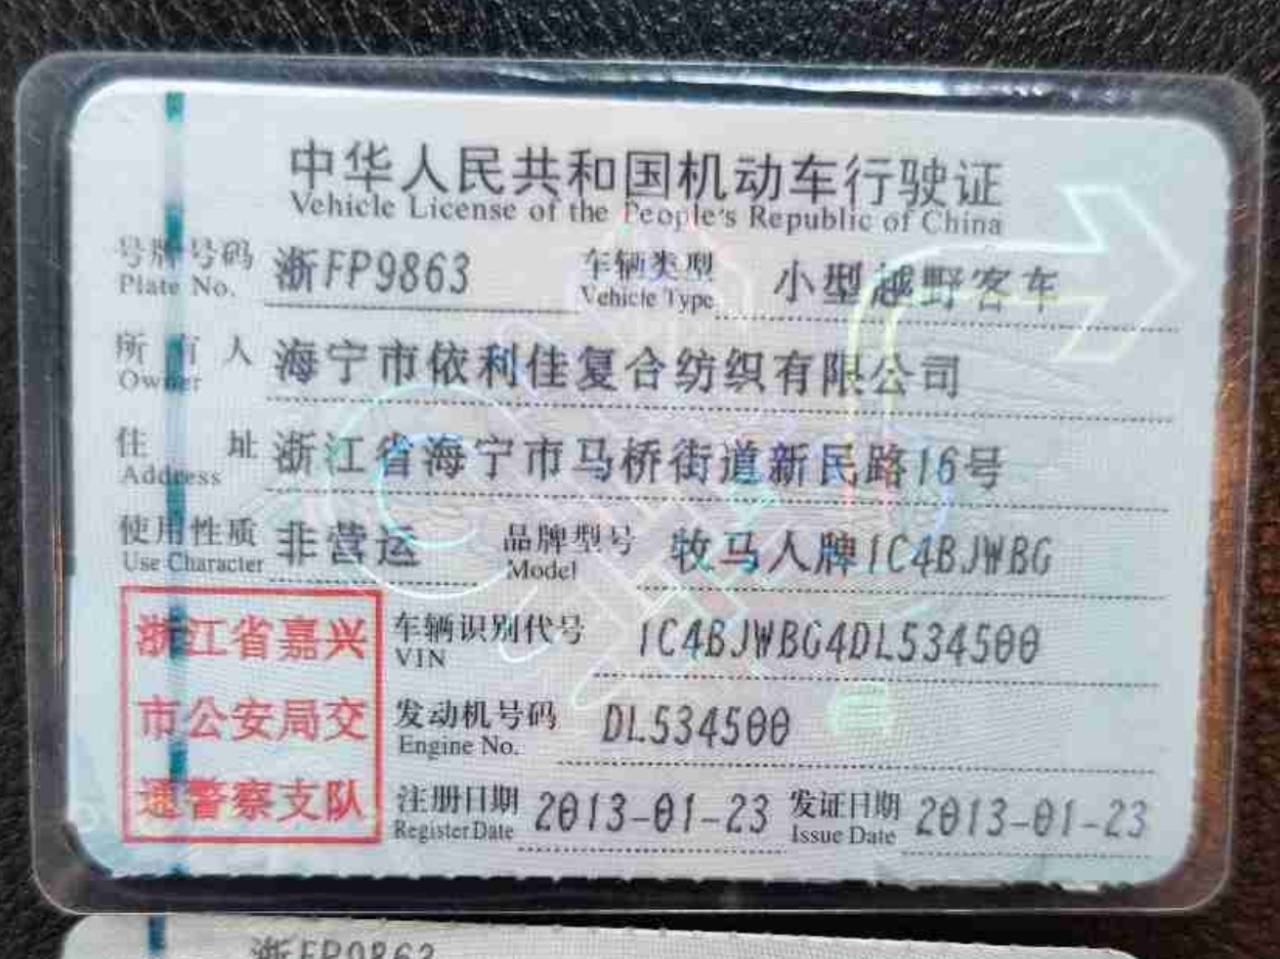 中华人民共和国机动车行驶证
Vehicle License of the People's Republic of China
号牌号码 浙FP9863 车辆类型 小型越野客车
Plate No. Vehicle Type
所有人 海宁市依利佳复合纺织有限公司
Owner
住址 浙江省海宁市马桥街道新民路16号
Address
使用性质 非营运 品牌型号 牧马人牌1C4BJWBG
Use Character Model
浙江省嘉兴
市公安局交
通警察支队
车辆识别代号 1C4BJWBG4DL534500
VIN
发动机号码 DL534500
Engine No.
注册日期 2013-01-23 发证日期 2013-01-23
Register Date Issue Date
浙FP9863